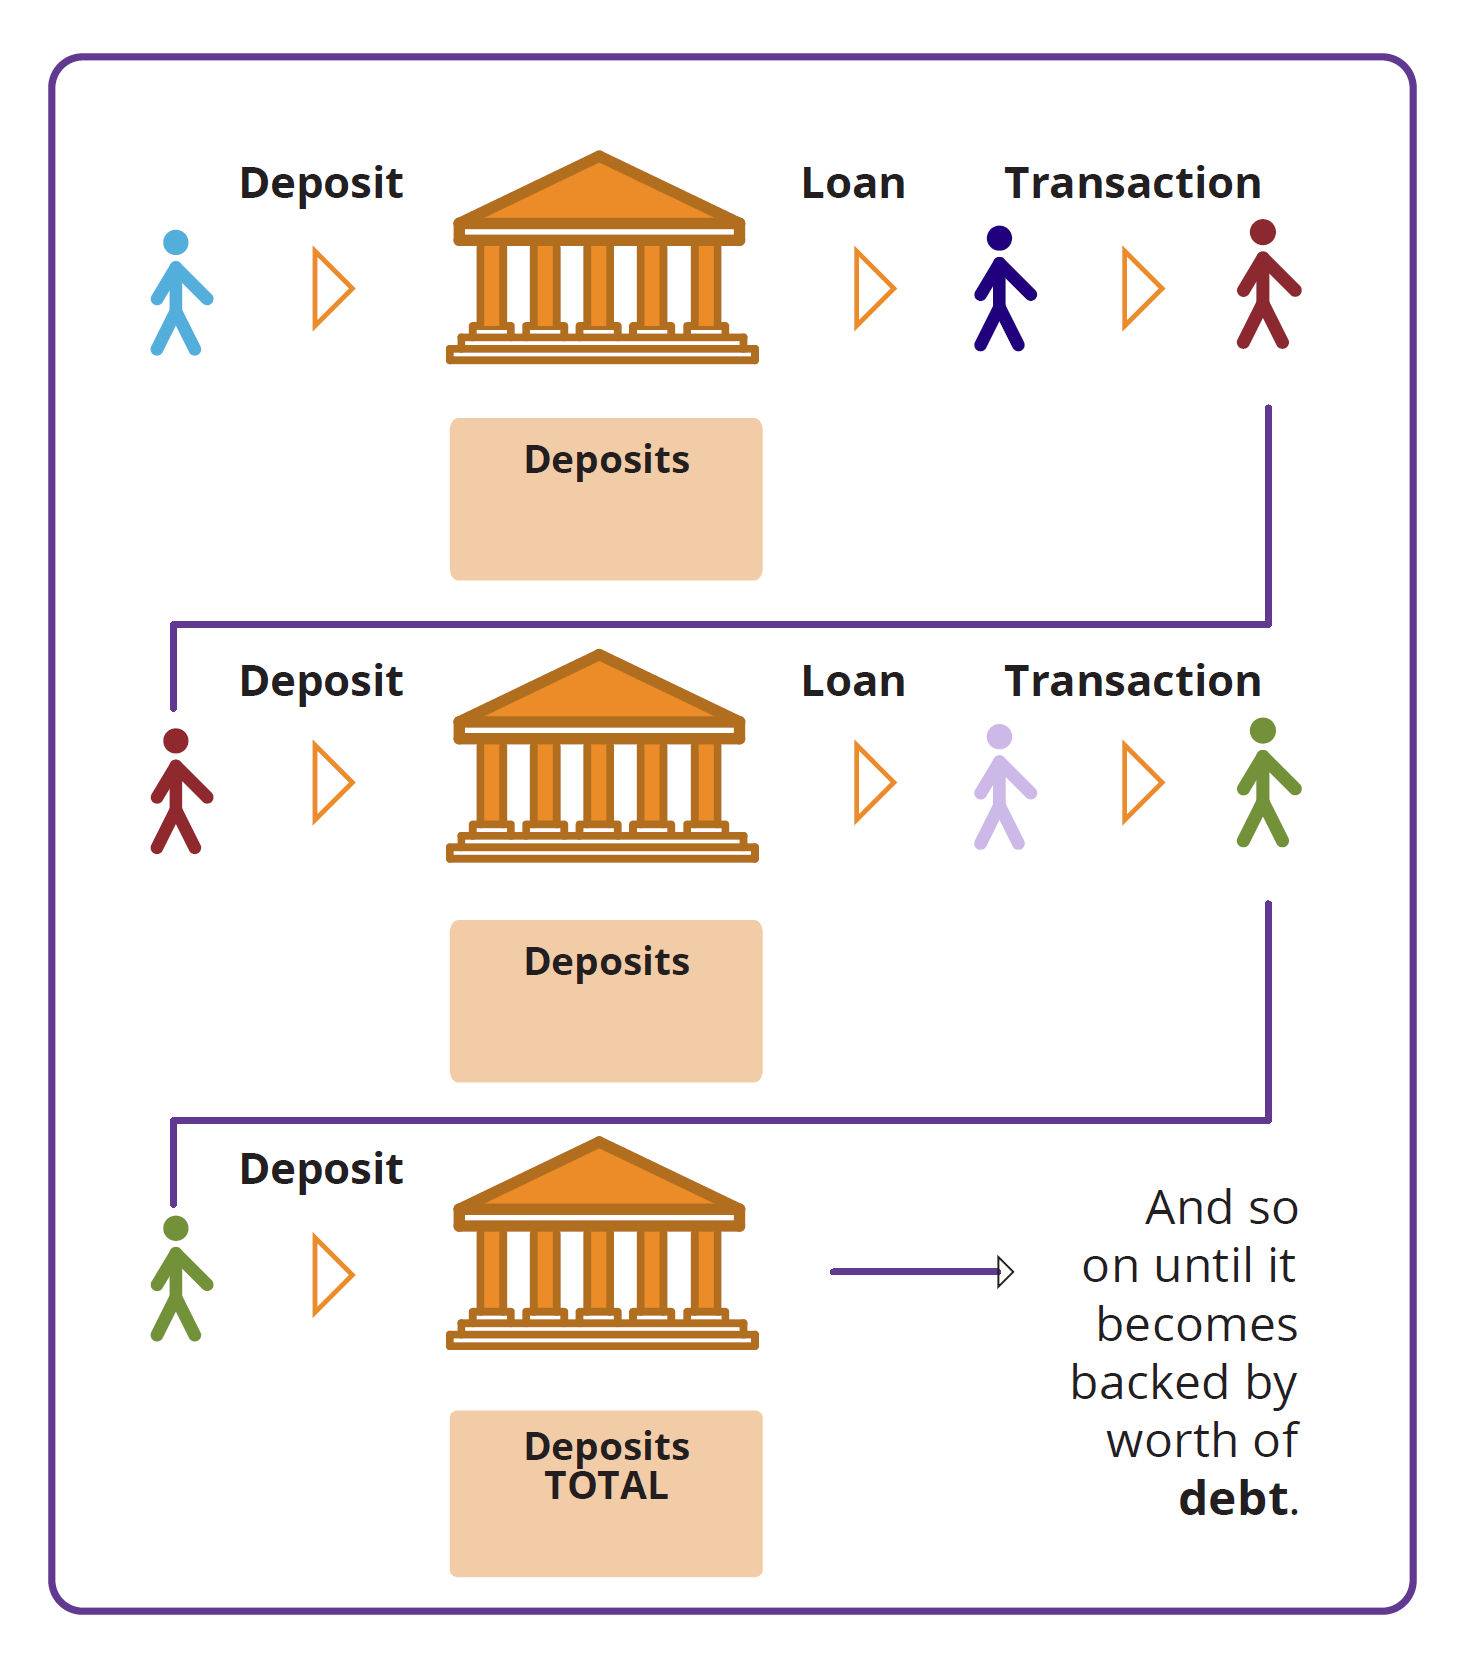 Deposit
Loan
Transaction
Deposits
Deposit
Loan
Transaction
Deposits
Deposit
And so
on until it
becomes
backed by
worth of
debt.
Deposits
TOTAL